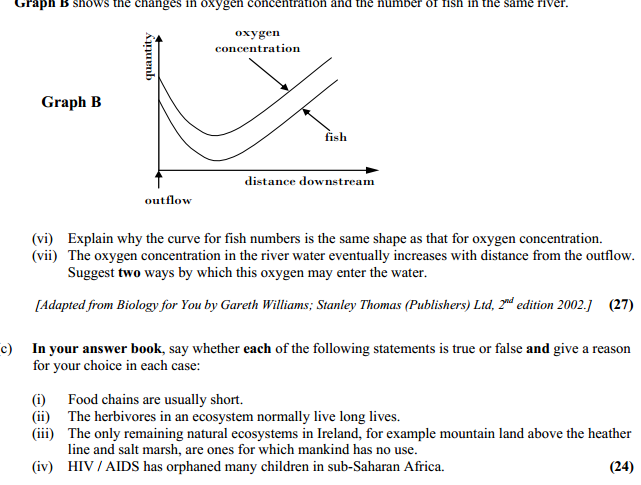 Graph B shows the changes in oxygen concentration and the number of fish in the same river.
quantity
oxygen
concentration
Graph B
fish
distance downstream
outflow
(vi) Explain why the curve for fish numbers is the same shape as that for oxygen concentration.
(vii) The oxygen concentration in the river water eventually increases with distance from the outflow.
Suggest two ways by which this oxygen may enter the water.
[Adapted from Biology for You by Gareth Williams; Stanley Thomas (Publishers) Ltd, 2nd edition 2002.] (27)
c) In your answer book, say whether each of the following statements is true or false and give a reason
for your choice in each case:
(i) Food chains are usually short.
(ii) The herbivores in an ecosystem normally live long lives.
(iii) The only remaining natural ecosystems in Ireland, for example mountain land above the heather
line and salt marsh, are ones for which mankind has no use.
(iv) HIV / AIDS has orphaned many children in sub-Saharan Africa. (24)